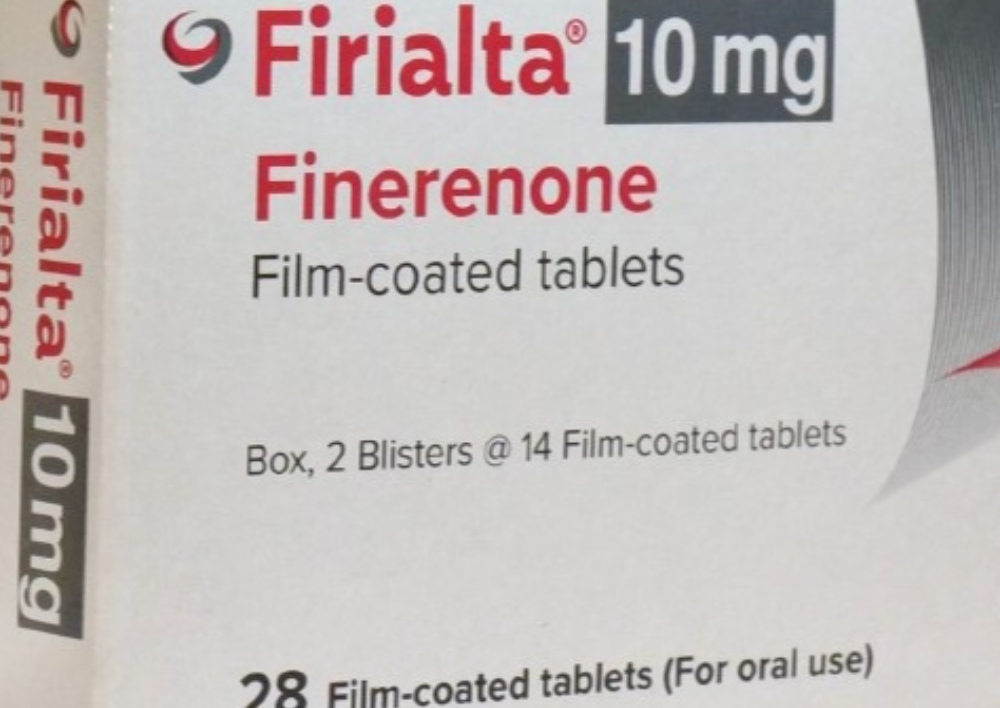 Firialta® 10 mg
Finerenone
Film-coated tablets
Box, 2 Blisters @ 14 Film-coated tablets
28 Film-coated tablets (For oral use)
Firialta® 10 mg
Finerenone